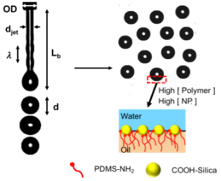 OD
d_jet
λ
L_b
d
High [ Polymer ]
High [ NP ]
Water
Oil
PDMS-NH₂
COOH-Silica